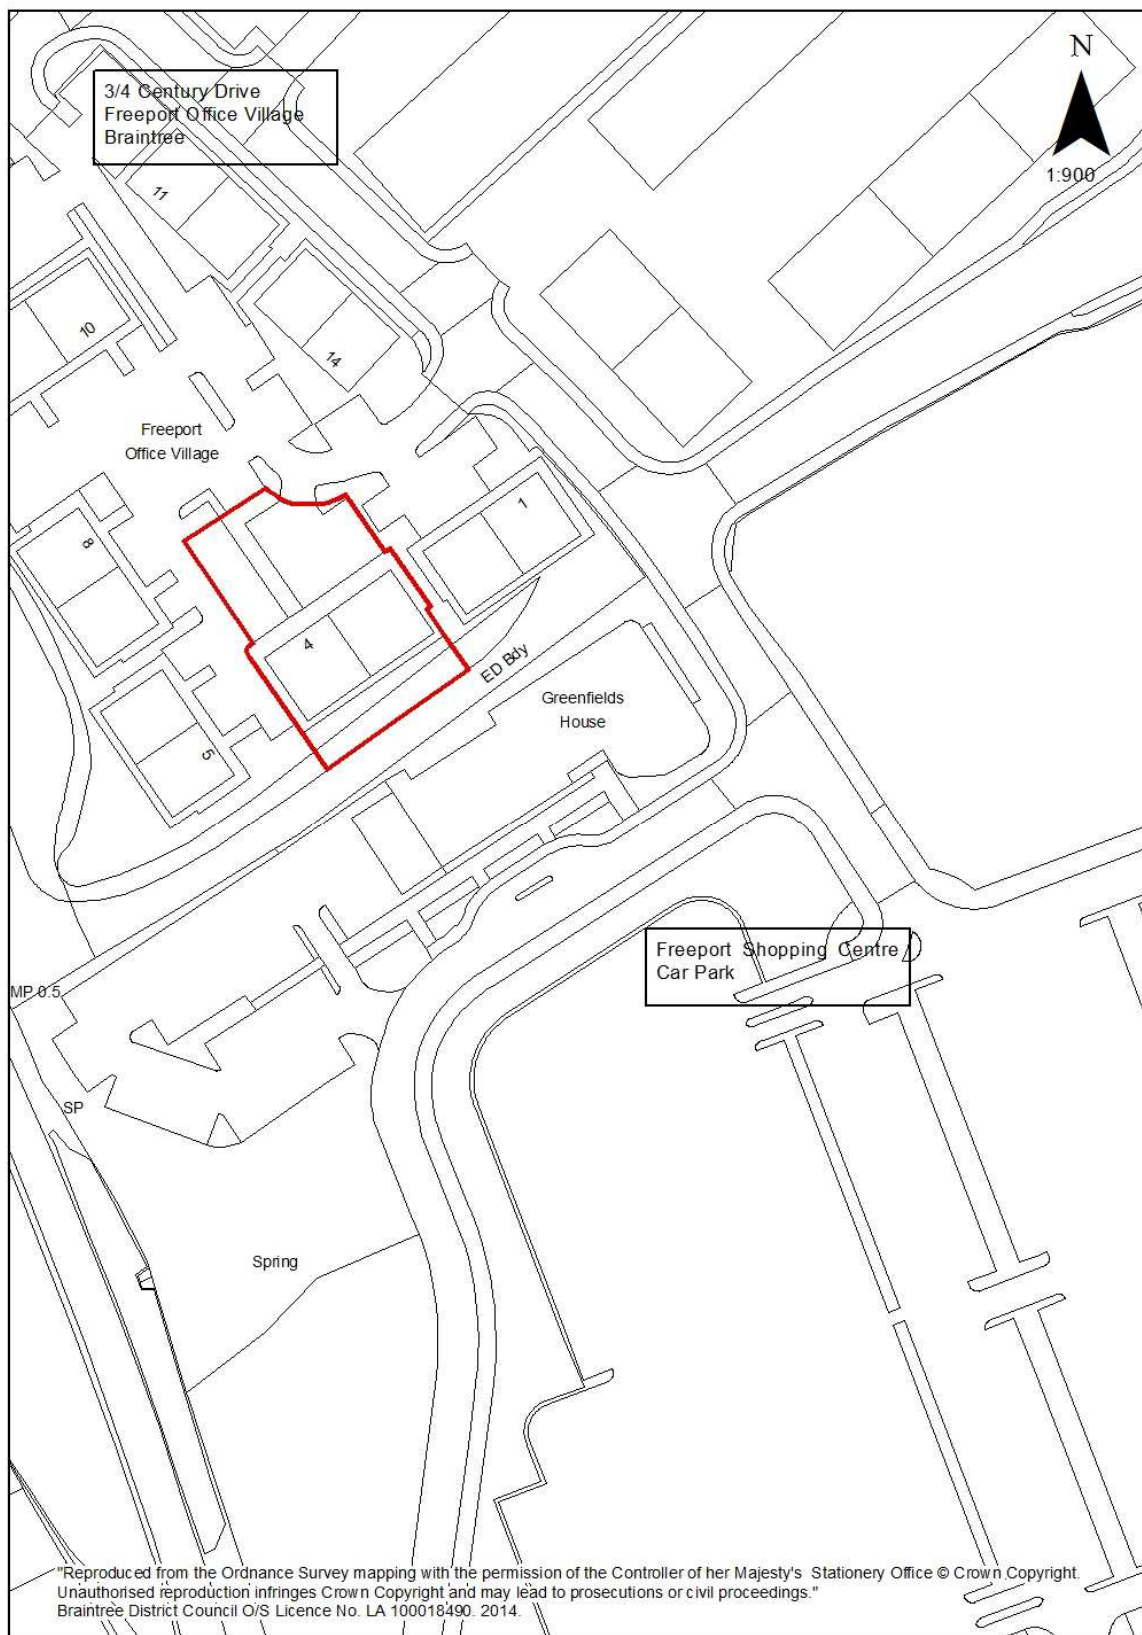 N
3/4 Century Drive
Freeport Office Village
Braintree
1:900
11
10
14
Freeport
Office Village
1
8
4
ED Bdy
Greenfields
House
5
Freeport Shopping Centre
Car Park
MP 0.5
SP
Spring
"Reproduced from the Ordnance Survey mapping with the permission of the Controller of her Majesty's Stationery Office © Crown Copyright.
Unauthorised reproduction infringes Crown Copyright and may lead to prosecutions or civil proceedings."
Braintree District Council O/S Licence No. LA 100018490. 2014.